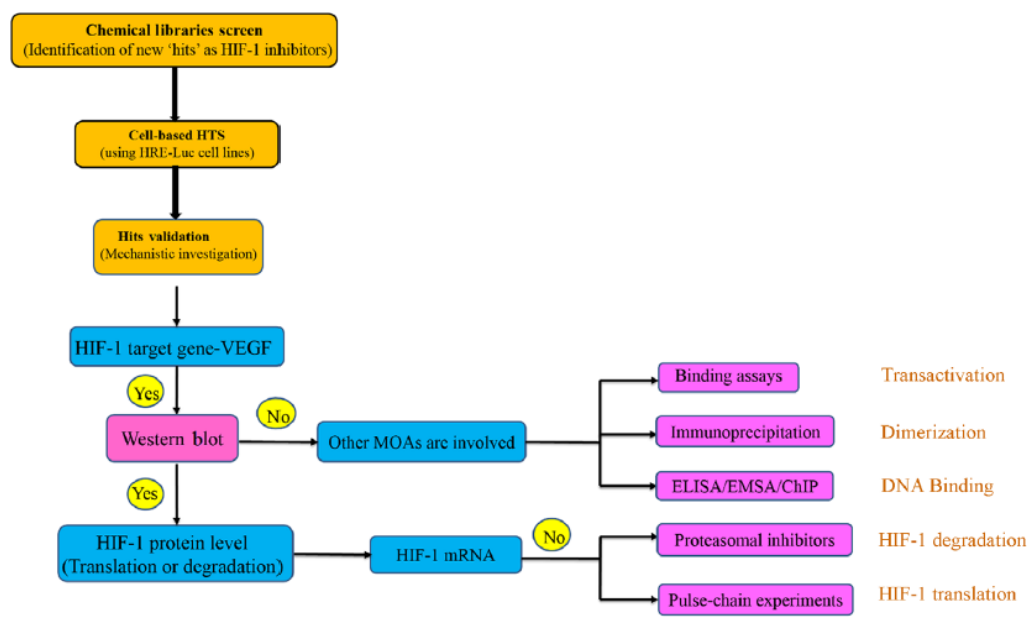 Chemical libraries screen
(Identification of new ‘hits’ as HIF-1 inhibitors)
Cell-based HTS
(using HRE-Luc cell lines)
Hits validation
(Mechanistic investigation)
HIF-1 target gene-VEGF
Yes
Western blot
No
Other MOAs are involved
Binding assays
Transactivation
Immunoprecipitation
Dimerization
ELISA/EMSA/ChIP
DNA Binding
Yes
HIF-1 protein level
(Translation or degradation)
HIF-1 mRNA
No
Proteasomal inhibitors
HIF-1 degradation
Pulse-chain experiments
HIF-1 translation